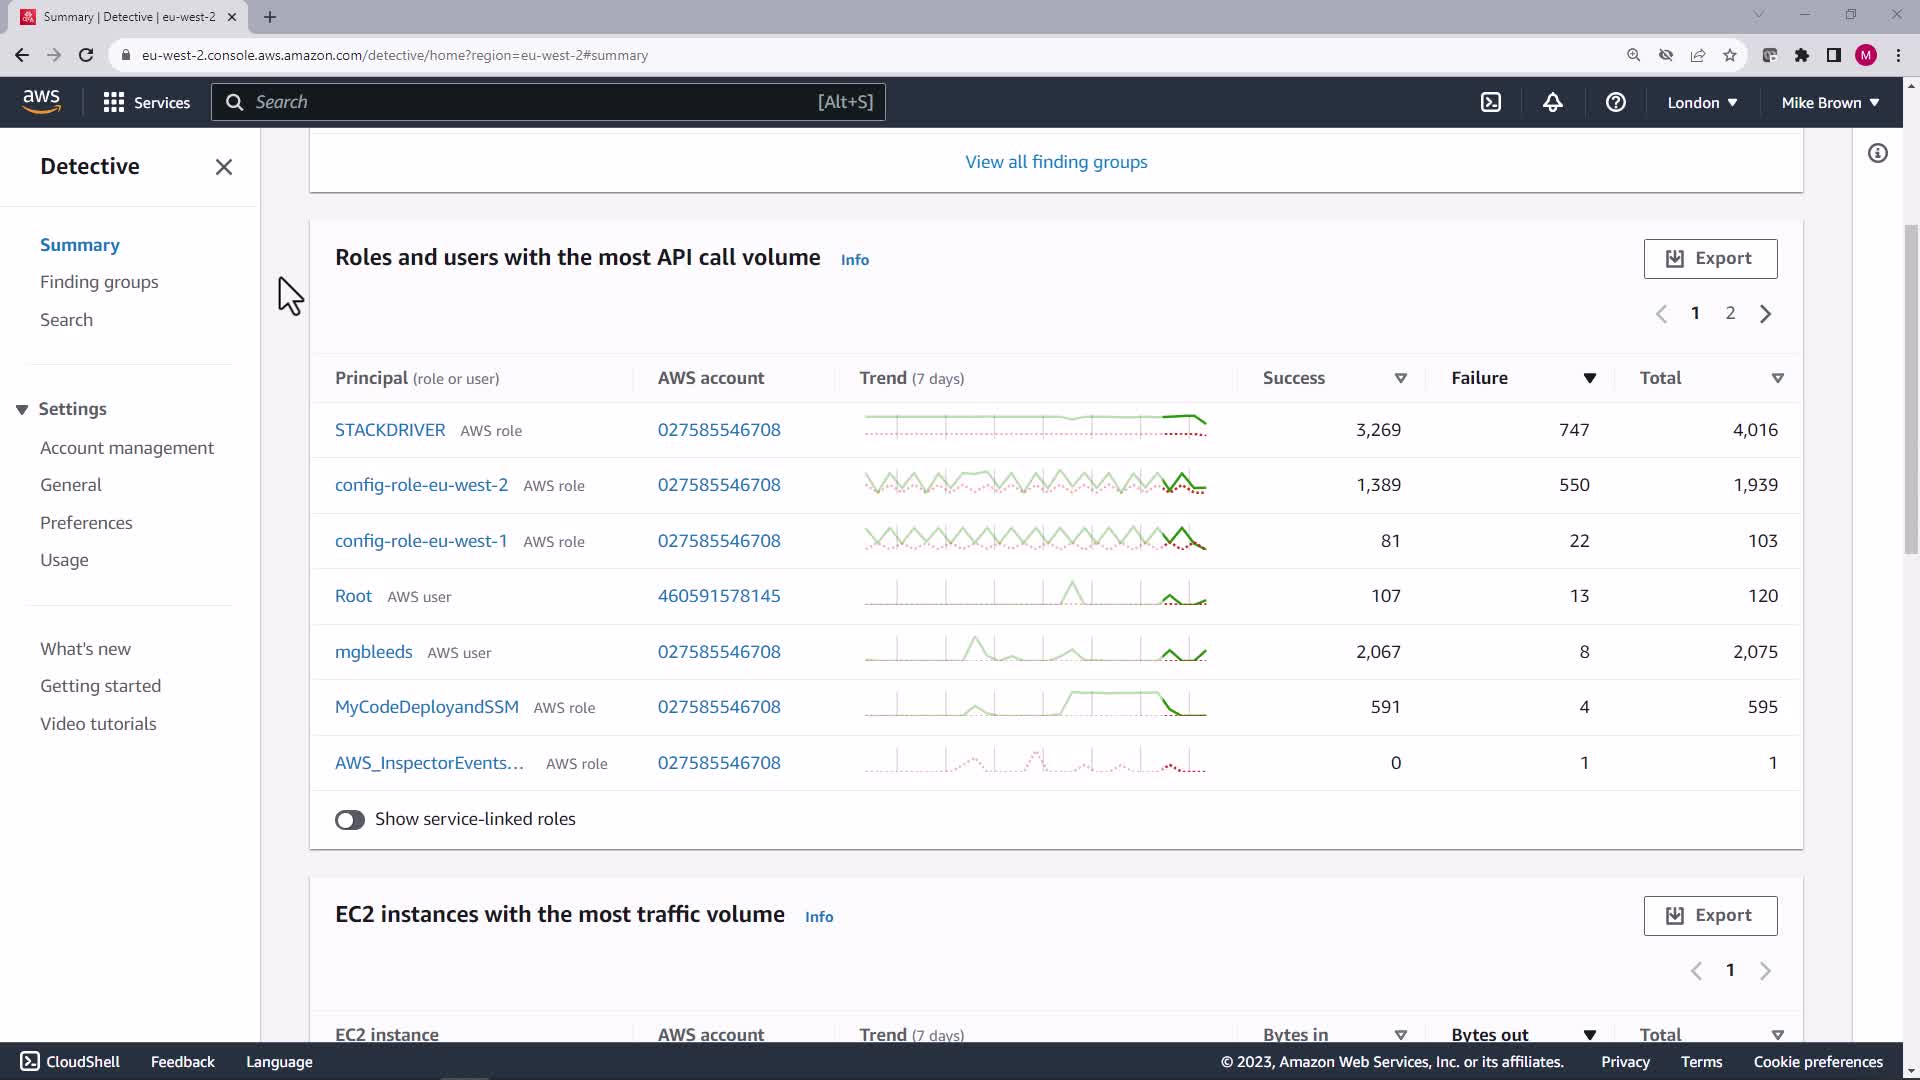 Summary | Detective | eu-west-2
eu-west-2.console.aws.amazon.com/detective/home?region=eu-west-2#summary
M
aws Services Search [Alt+S] London Mike Brown
Detective
Summary
Finding groups
Search
Settings
Account management
General
Preferences
Usage
What's new
Getting started
Video tutorials
View all finding groups
Roles and users with the most API call volume Info Export
1 2
Principal (role or user) AWS account Trend (7 days) Success Failure Total
STACKDRIVER AWS role 027585546708 3,269 747 4,016
config-role-eu-west-2 AWS role 027585546708 1,389 550 1,939
config-role-eu-west-1 AWS role 027585546708 81 22 103
Root AWS user 460591578145 107 13 120
mgbleeds AWS user 027585546708 2,067 8 2,075
MyCodeDeployandSSM AWS role 027585546708 591 4 595
AWS_InspectorEvents... AWS role 027585546708 0 1 1
Show service-linked roles
EC2 instances with the most traffic volume Info Export
1
EC2 instance AWS account Trend (7 days) Bytes in Bytes out Total
CloudShell Feedback Language © 2023, Amazon Web Services, Inc. or its affiliates. Privacy Terms Cookie preferences